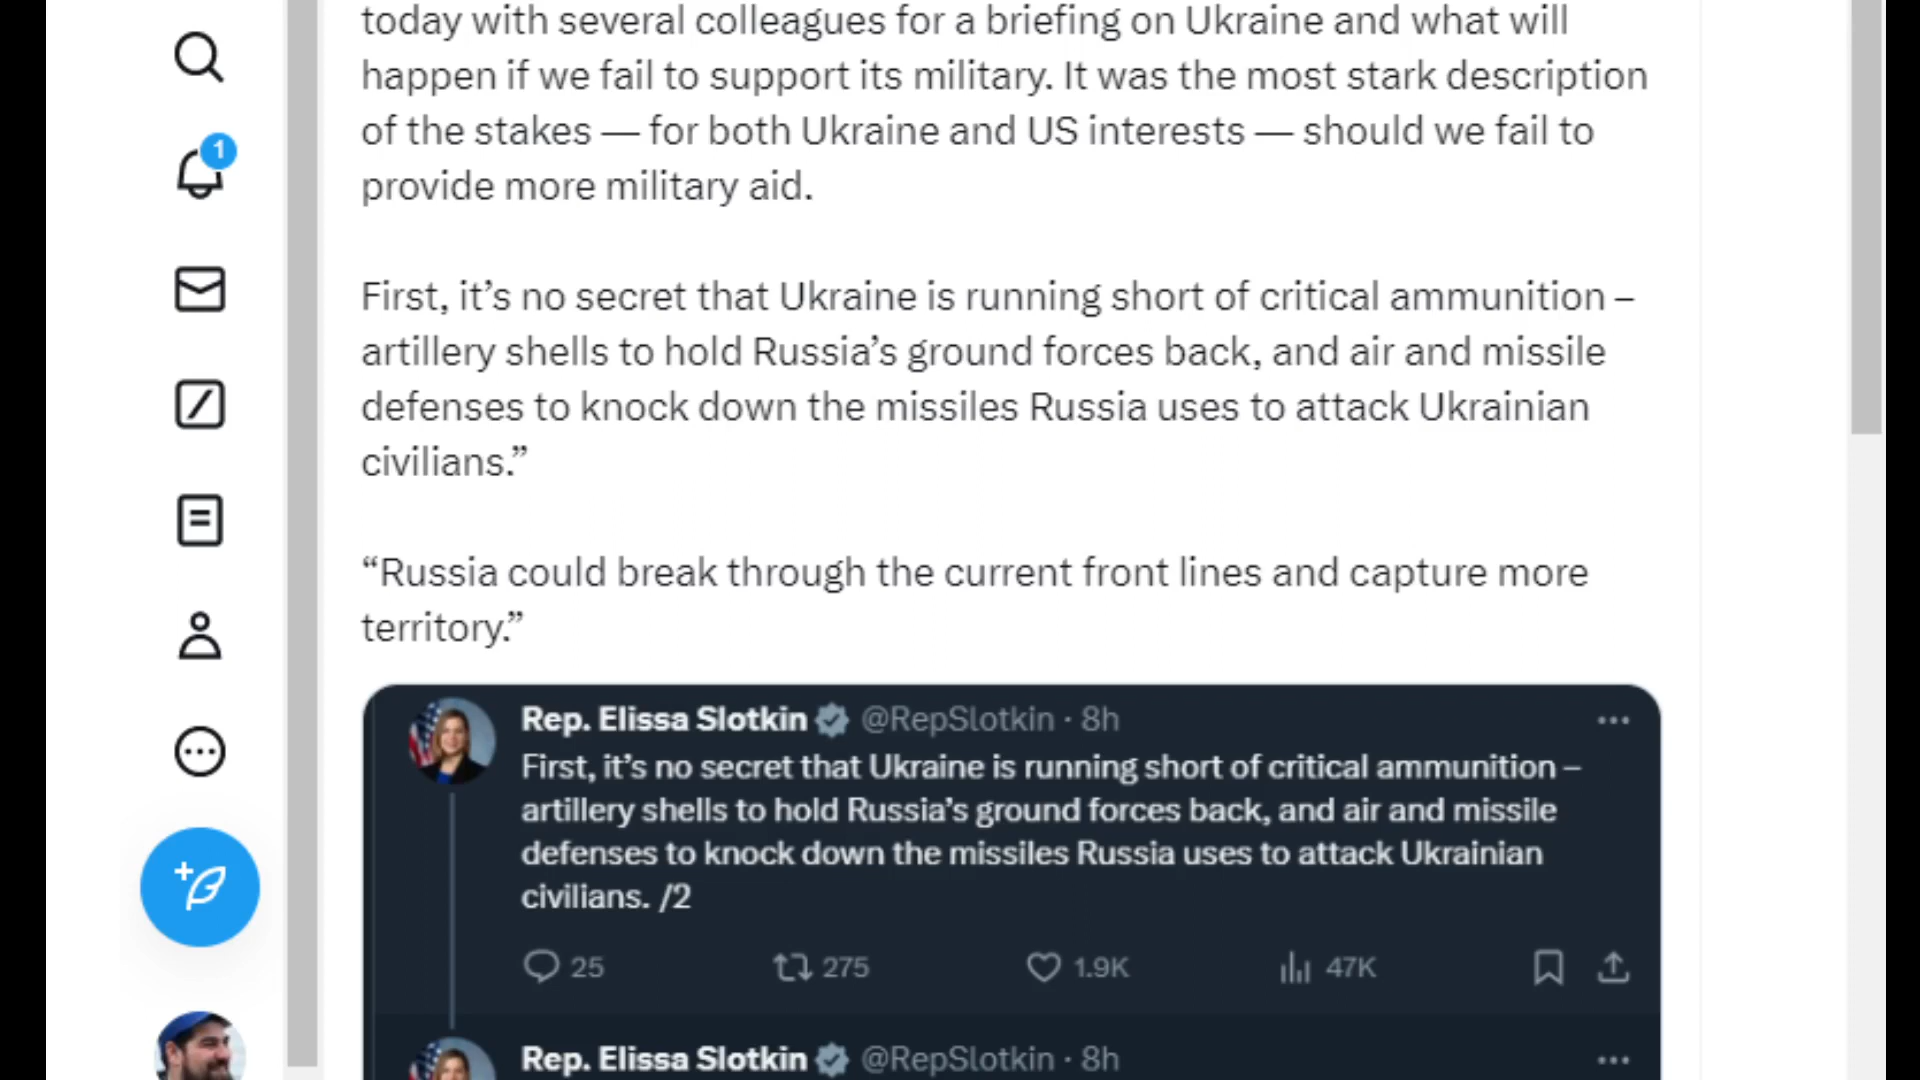 today with several colleagues for a briefing on Ukraine and what will
happen if we fail to support its military. It was the most stark description
of the stakes — for both Ukraine and US interests — should we fail to
provide more military aid.
First, it’s no secret that Ukraine is running short of critical ammunition –
artillery shells to hold Russia’s ground forces back, and air and missile
defenses to knock down the missiles Russia uses to attack Ukrainian
civilians.”
“Russia could break through the current front lines and capture more
territory.”
1
Rep. Elissa Slotkin @RepSlotkin · 8h
First, it’s no secret that Ukraine is running short of critical ammunition –
artillery shells to hold Russia’s ground forces back, and air and missile
defenses to knock down the missiles Russia uses to attack Ukrainian
civilians. /2
25 275 1.9K 47K
Rep. Elissa Slotkin @RepSlotkin · 8h